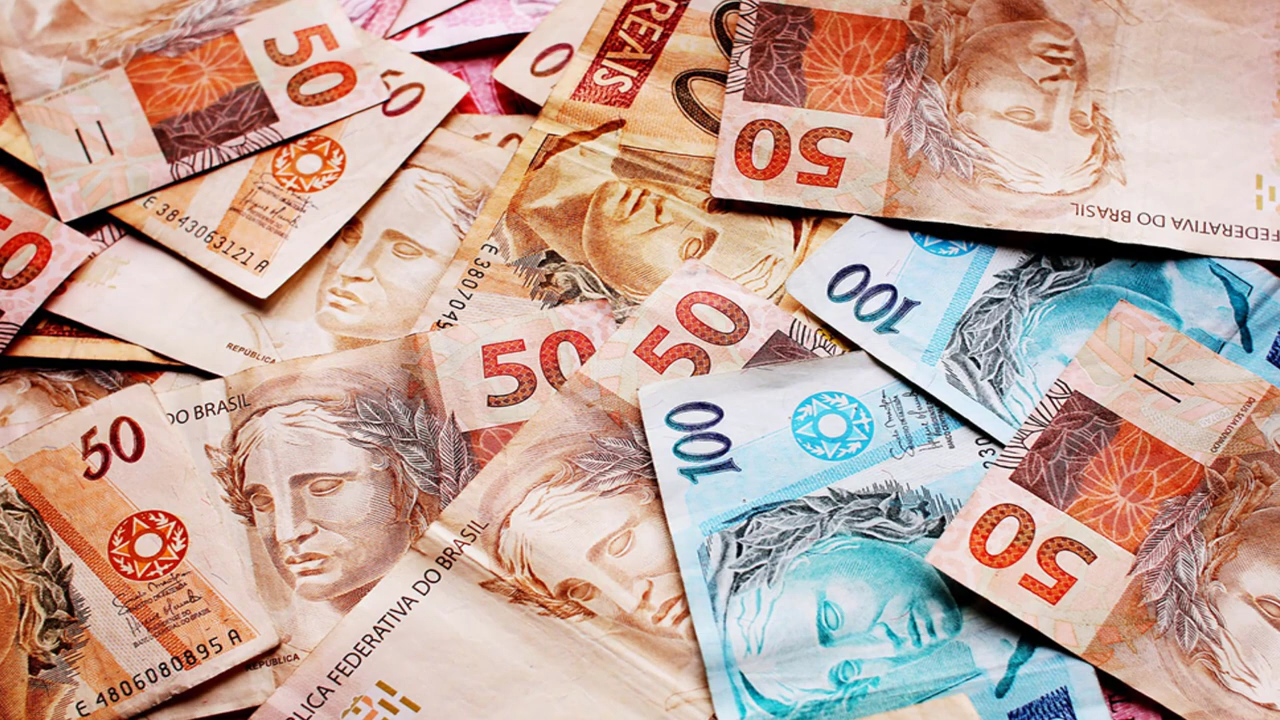 50
50
0
REAIS
50
FEDERATIVA DO BRASIL
E 3843063121 A
50
E 3807049
REPUBLICA
100
50
50
DO BRASIL
50
100
50
E 4806080895 A
REPUBLICA
BLICA FEDERATIVA DO BRASIL